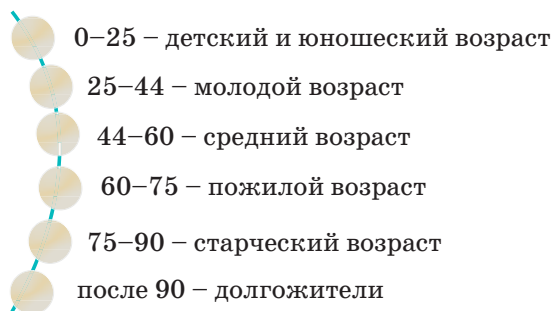 0–25 – детский и юношеский возраст
25–44 – молодой возраст
44–60 – средний возраст
60–75 – пожилой возраст
75–90 – старческий возраст
после 90 – долгожители